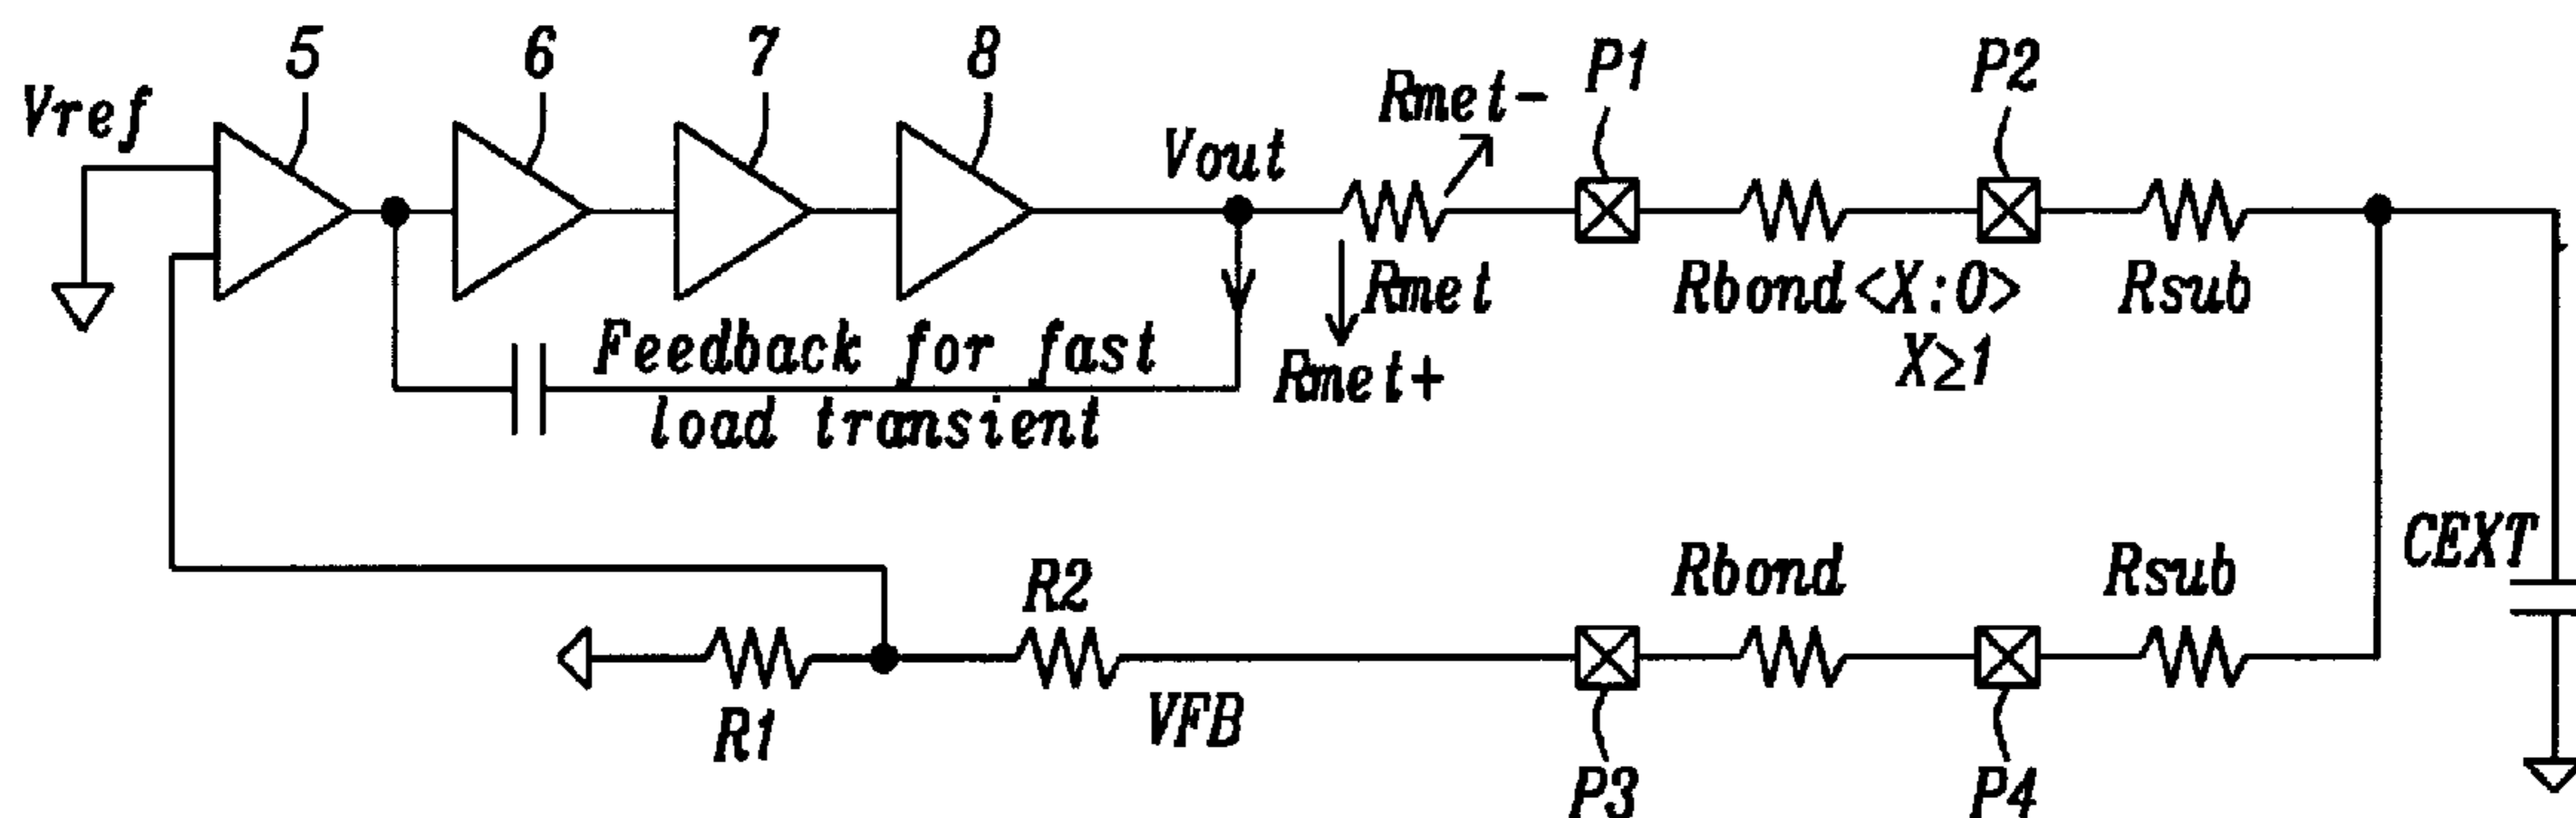 5
6
7
8
P1
P2
Vref
Rmet-
Vout
Rmet
Rbond<X:0>
X≥1
Rsub
Rmet+
Feedback for fast
load transient
CEXT
R2
Rbond
Rsub
R1
VFB
P3
P4